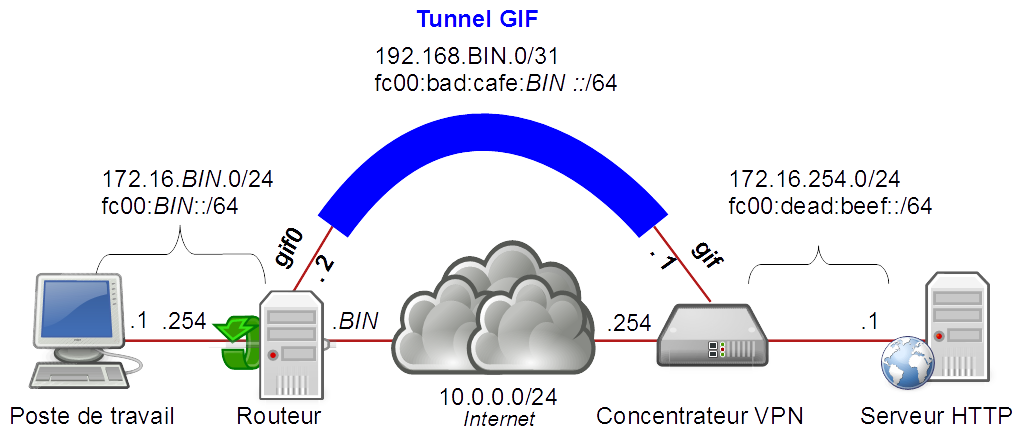 Tunnel GIF
192.168.BIN.0/31
fc00:bad:cafe:BIN ::/64
172.16.BIN.0/24
fc00:BIN::/64
172.16.254.0/24
fc00:dead:beef::/64
gif0
.2
gif
.1
.1
.254
.BIN
.254
.1
10.0.0.0/24
Internet
Poste de travail
Routeur
Concentrateur VPN
Serveur HTTP